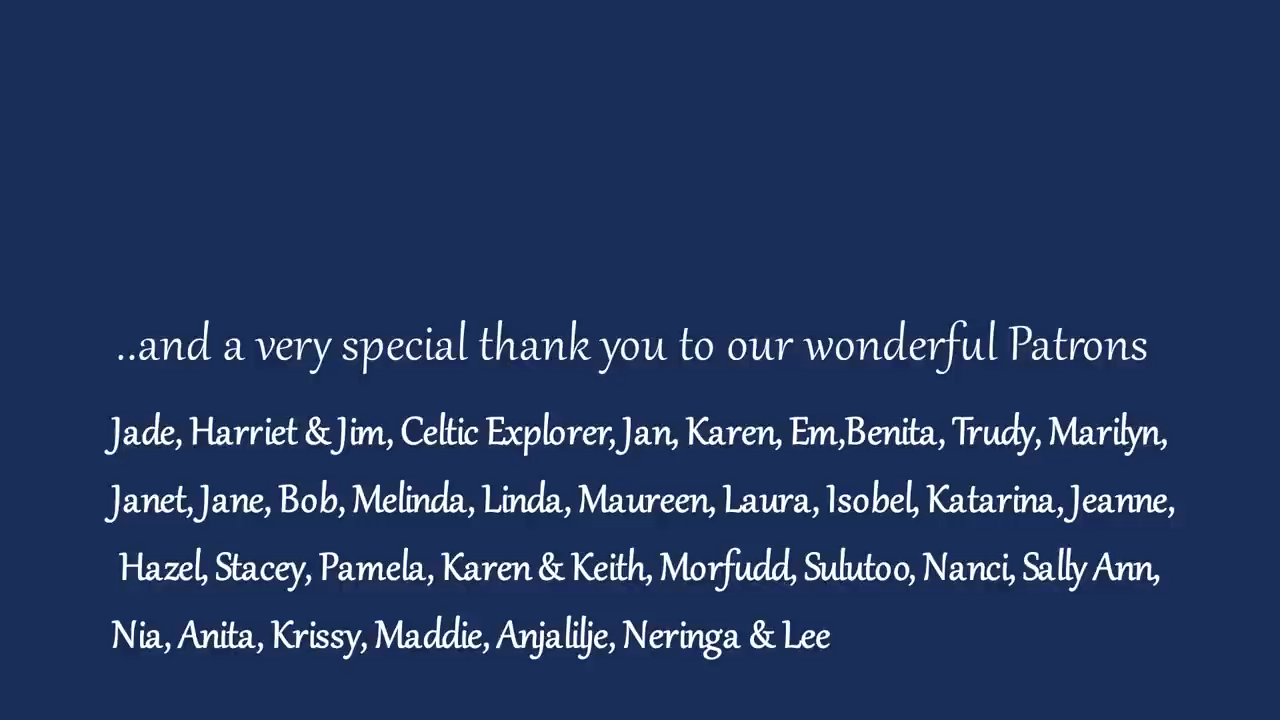 ..and a very special thank you to our wonderful Patrons
Jade, Harriet & Jim, Celtic Explorer, Jan, Karen, Em,Benita, Trudy, Marilyn,
Janet, Jane, Bob, Melinda, Linda, Maureen, Laura, Isobel, Katarina, Jeanne,
Hazel, Stacey, Pamela, Karen & Keith, Morfudd, Sulutoo, Nanci, Sally Ann,
Nia, Anita, Krissy, Maddie, Anjalilje, Neringa & Lee